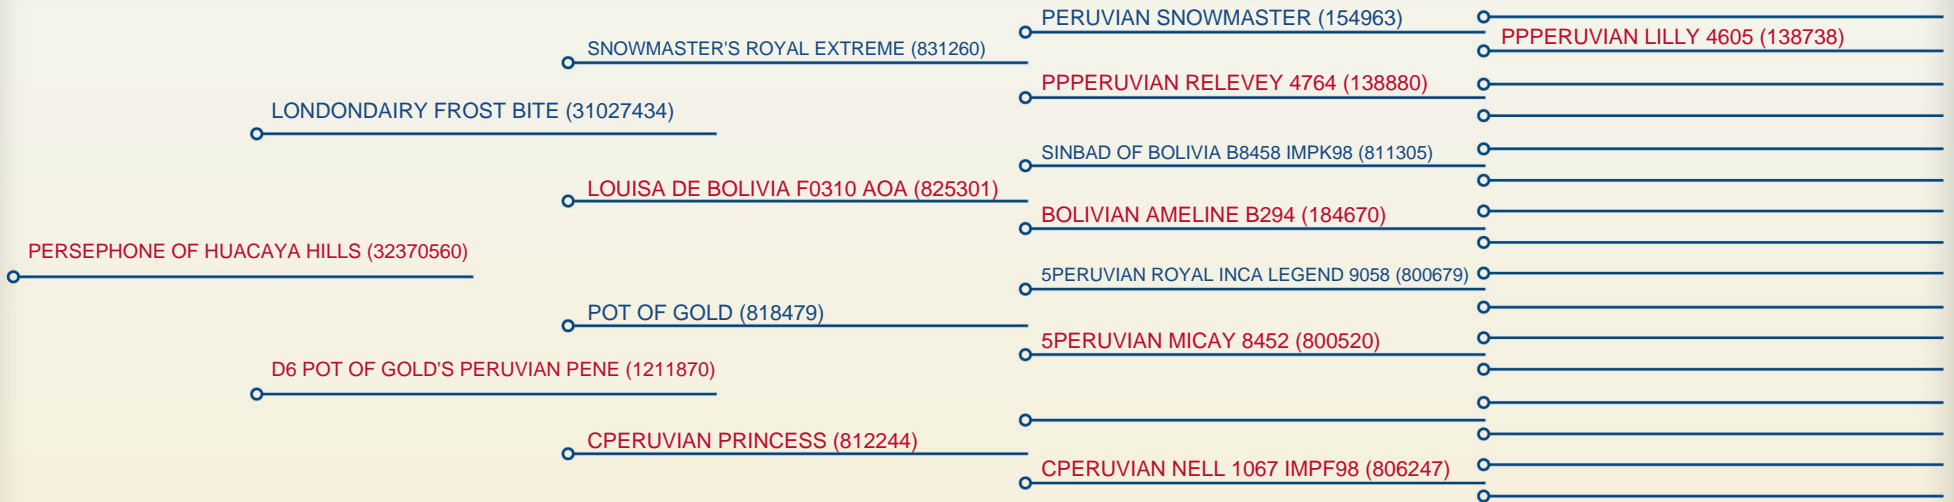 PERUVIAN SNOWMASTER (154963)
PPPERUVIAN LILLY 4605 (138738)
SNOWMASTER'S ROYAL EXTREME (831260)
PPPERUVIAN RELEVEY 4764 (138880)
LONDONDAIRY FROST BITE (31027434)
SINBAD OF BOLIVIA B8458 IMPK98 (811305)
LOUISA DE BOLIVIA F0310 AOA (825301)
BOLIVIAN AMELINE B294 (184670)
PERSEPHONE OF HUACAYA HILLS (32370560)
5PERUVIAN ROYAL INCA LEGEND 9058 (800679)
POT OF GOLD (818479)
5PERUVIAN MICAY 8452 (800520)
D6 POT OF GOLD'S PERUVIAN PENE (1211870)
CPERUVIAN PRINCESS (812244)
CPERUVIAN NELL 1067 IMPF98 (806247)